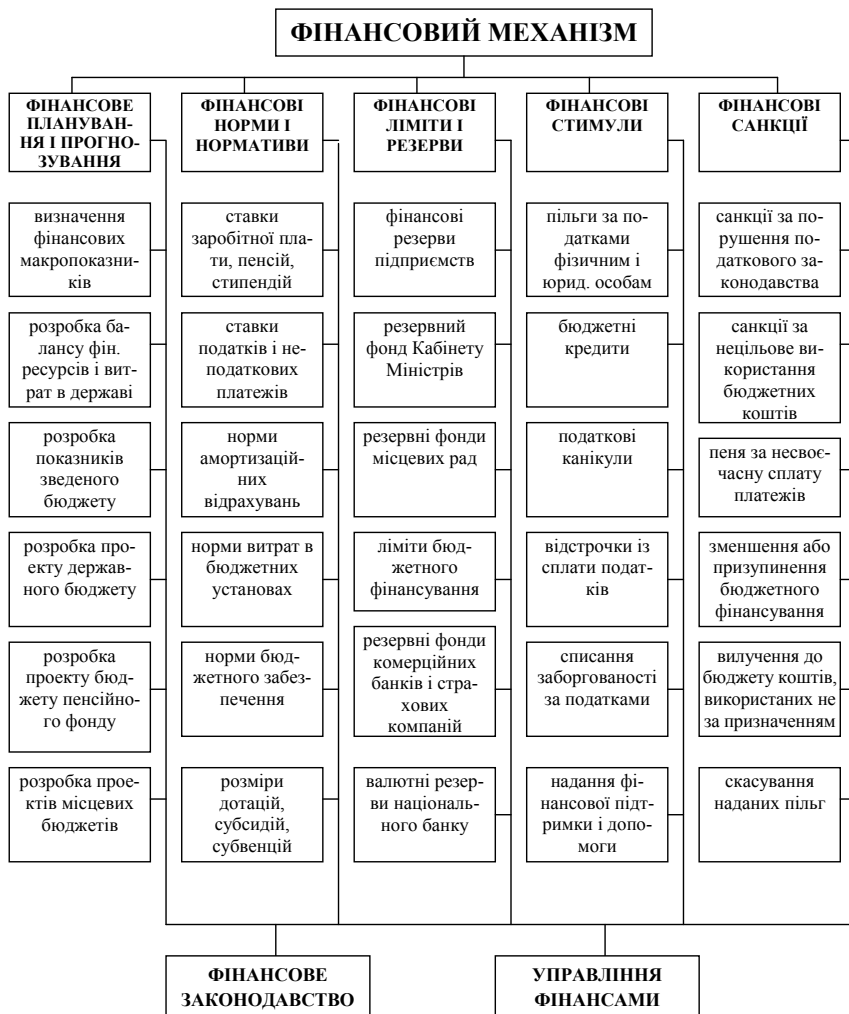 ФІНАНСОВИЙ МЕХАНІЗМ
ФІНАНСОВЕ
ПЛАНУВАН-
НЯ І ПРОГНО-
ЗУВАННЯ
визначення
фінансових
макропоказни-
ків
розробка ба-
лансу фін.
ресурсів і вит-
рат в державі
розробка
показників
зведеного
бюджету
розробка про-
екту держав-
ного бюджету
розробка
проекту бюд-
жету пенсійно-
го фонду
розробка прое-
ктів місцевих
бюджетів
ФІНАНСОВІ
НОРМИ І
НОРМАТИВИ
ставки
заробітної пла-
ти, пенсій,
стипендій
ставки
податків і не-
податкових
платежів
норми
амортизацій-
них
відрахувань
норми витрат в
бюджетних
установах
норми бюд-
жетного забез-
печення
розміри
дотацій,
субсидій,
субвенцій
ФІНАНСОВІ
ЛІМІТИ І
РЕЗЕРВИ
фінансові
резерви
підприємств
резервний
фонд Кабінету
Міністрів
резервні фонди
місцевих рад
ліміти бюд-
жетного
фінансування
резервні фонди
комерційних
банків і стра-
хових
компаній
валютні резер-
ви національ-
ного банку
ФІНАНСОВІ
СТИМУЛИ
пільги за по-
датками
фізичним і
юрид. особам
бюджетні
кредити
податкові
канікули
відстрочки із
сплати подат-
ків
списання
заборгованості
за податками
надання фі-
нансової підт-
римки і допо-
моги
ФІНАНСОВІ
САНКЦІЇ
санкції за по-
рушення по-
даткового за-
конодавства
санкції за
нецільове ви-
користання
бюджетних
коштів
пеня за несвоє-
часну сплату
платежів
зменшення або
призупинення
бюджетного
фінансування
вилучення до
бюджету коштів,
використаних не
за призначенням
скасування
наданих пільг
ФІНАНСОВЕ
ЗАКОНОДАВСТВО
УПРАВЛІННЯ
ФІНАНСАМИ